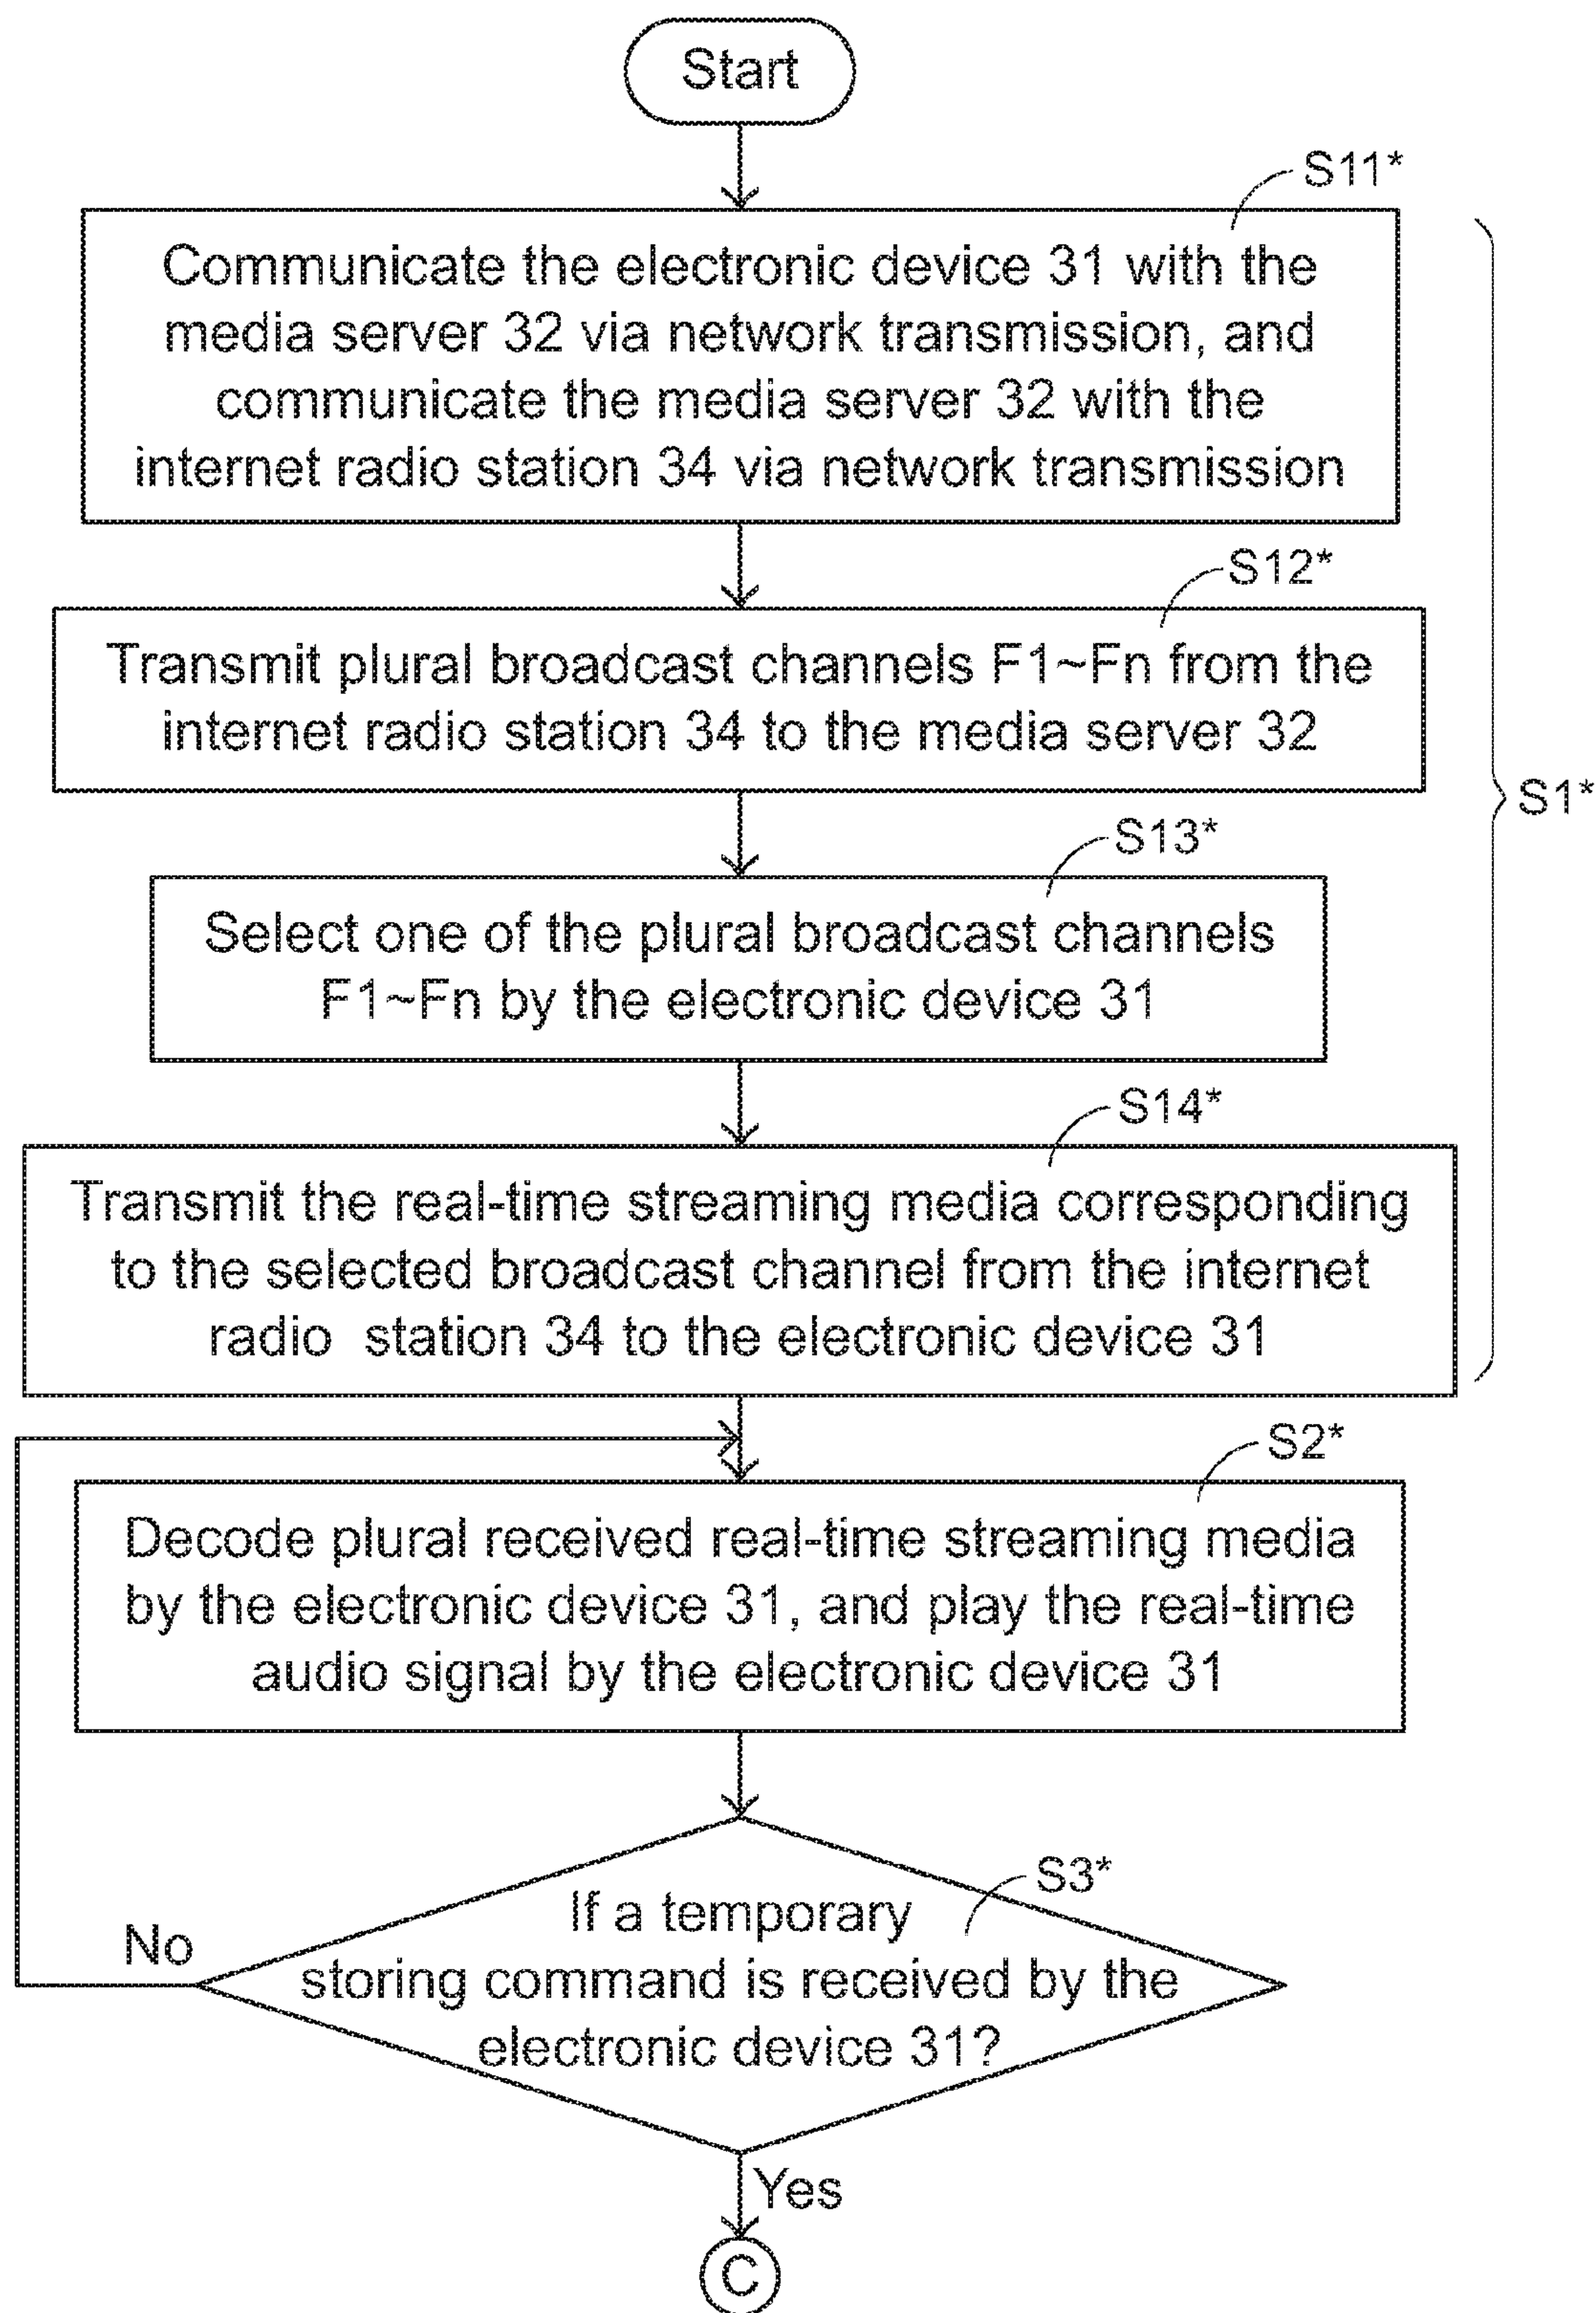 Start
S11*
Communicate the electronic device 31 with the
media server 32 via network transmission, and
communicate the media server 32 with the
internet radio station 34 via network transmission
S12*
Transmit plural broadcast channels F1~Fn from the
internet radio station 34 to the media server 32
S1*
S13*
Select one of the plural broadcast channels
F1~Fn by the electronic device 31
S14*
Transmit the real-time streaming media corresponding
to the selected broadcast channel from the internet
radio station 34 to the electronic device 31
S2*
Decode plural received real-time streaming media
by the electronic device 31, and play the real-time
audio signal by the electronic device 31
S3*
If a temporary
No
storing command is received by the
electronic device 31?
Yes
C